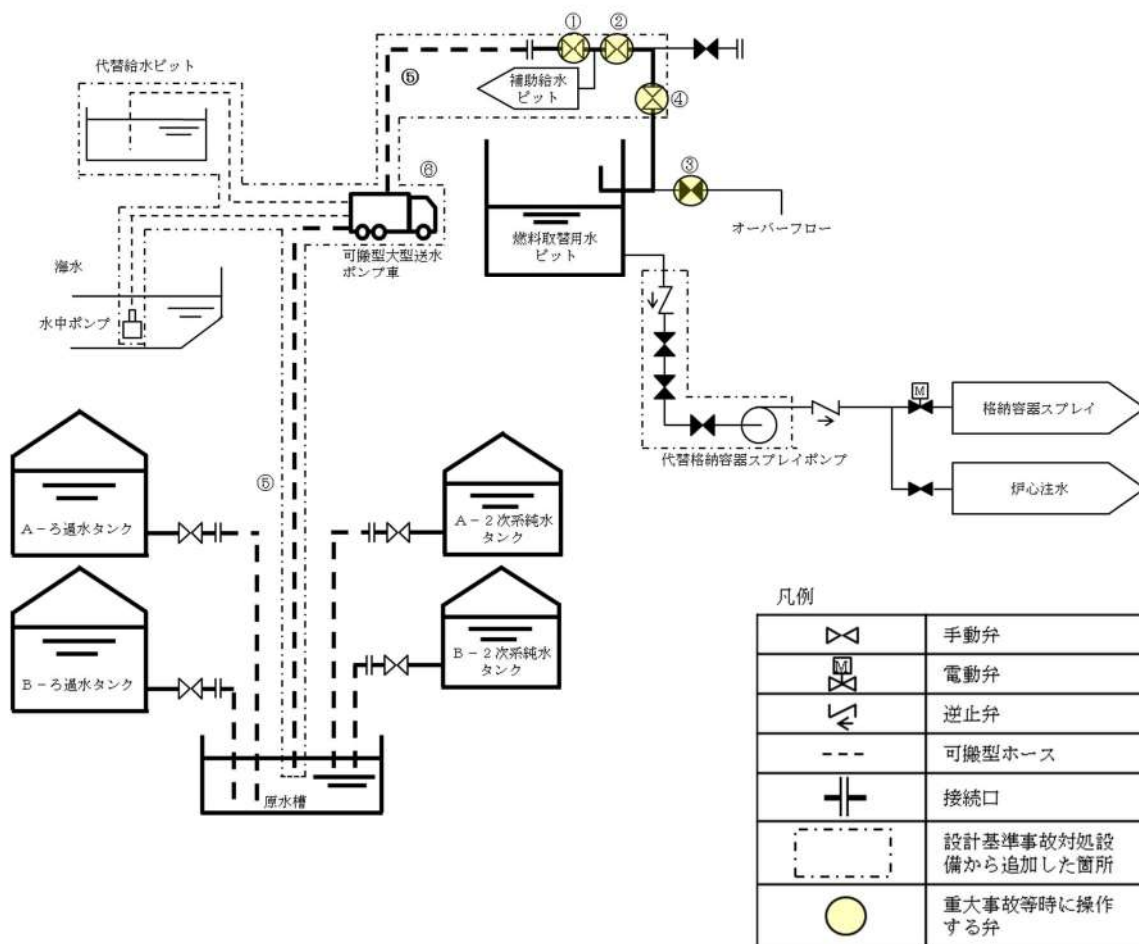 ①
②
代替給水ピット
⑤
補助給水
ピット
④
⑥
③
オーバーフロー
燃料取替用水
ピット
可搬型大型送水
ポンプ車
海水
水中ポンプ
M
格納容器スプレイ
代替格納容器スプレイポンプ
炉心注水
⑤
A-ろ過水タンク
A-2次系純水
タンク
B-ろ過水タンク
B-2次系純水
タンク
原水槽
凡例
手動弁
M
電動弁
逆止弁
可搬型ホース
接続口
設計基準事故対処設
備から追加した箇所
重大事故等時に操作
する弁